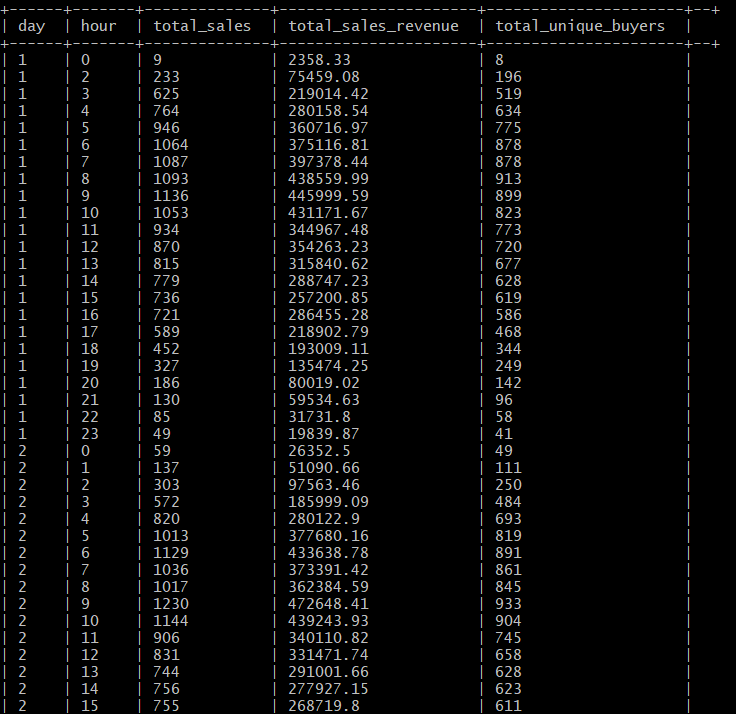 +------+-------+-------------+---------------------+---------------------+--+
| day | hour | total_sales | total_sales_revenue | total_unique_buyers | |
+------+-------+-------------+---------------------+---------------------+--+
| 1 | 0 | 9 | 2358.33 | 8 |
| 1 | 2 | 233 | 75459.08 | 196 |
| 1 | 3 | 625 | 219014.42 | 519 |
| 1 | 4 | 764 | 280158.54 | 634 |
| 1 | 5 | 946 | 360716.97 | 775 |
| 1 | 6 | 1064 | 375116.81 | 878 |
| 1 | 7 | 1087 | 397378.44 | 878 |
| 1 | 8 | 1093 | 438559.99 | 913 |
| 1 | 9 | 1136 | 445999.59 | 899 |
| 1 | 10 | 1053 | 431171.67 | 823 |
| 1 | 11 | 934 | 344967.48 | 773 |
| 1 | 12 | 870 | 354263.23 | 720 |
| 1 | 13 | 815 | 315840.62 | 677 |
| 1 | 14 | 779 | 288747.23 | 628 |
| 1 | 15 | 736 | 257200.85 | 619 |
| 1 | 16 | 721 | 286455.28 | 586 |
| 1 | 17 | 589 | 218902.79 | 468 |
| 1 | 18 | 452 | 193009.11 | 344 |
| 1 | 19 | 327 | 135474.25 | 249 |
| 1 | 20 | 186 | 80019.02 | 142 |
| 1 | 21 | 130 | 59534.63 | 96 |
| 1 | 22 | 85 | 31731.8 | 58 |
| 1 | 23 | 49 | 19839.87 | 41 |
| 2 | 0 | 59 | 26352.5 | 49 |
| 2 | 1 | 137 | 51090.66 | 111 |
| 2 | 2 | 303 | 97563.46 | 250 |
| 2 | 3 | 572 | 185999.09 | 484 |
| 2 | 4 | 820 | 280122.9 | 693 |
| 2 | 5 | 1013 | 377680.16 | 819 |
| 2 | 6 | 1129 | 433638.78 | 891 |
| 2 | 7 | 1036 | 373391.42 | 861 |
| 2 | 8 | 1017 | 362384.59 | 845 |
| 2 | 9 | 1230 | 472648.41 | 933 |
| 2 | 10 | 1144 | 439243.93 | 904 |
| 2 | 11 | 906 | 340110.82 | 745 |
| 2 | 12 | 831 | 331471.74 | 658 |
| 2 | 13 | 744 | 291001.66 | 628 |
| 2 | 14 | 756 | 277927.15 | 623 |
| 2 | 15 | 755 | 268719.8 | 611 |